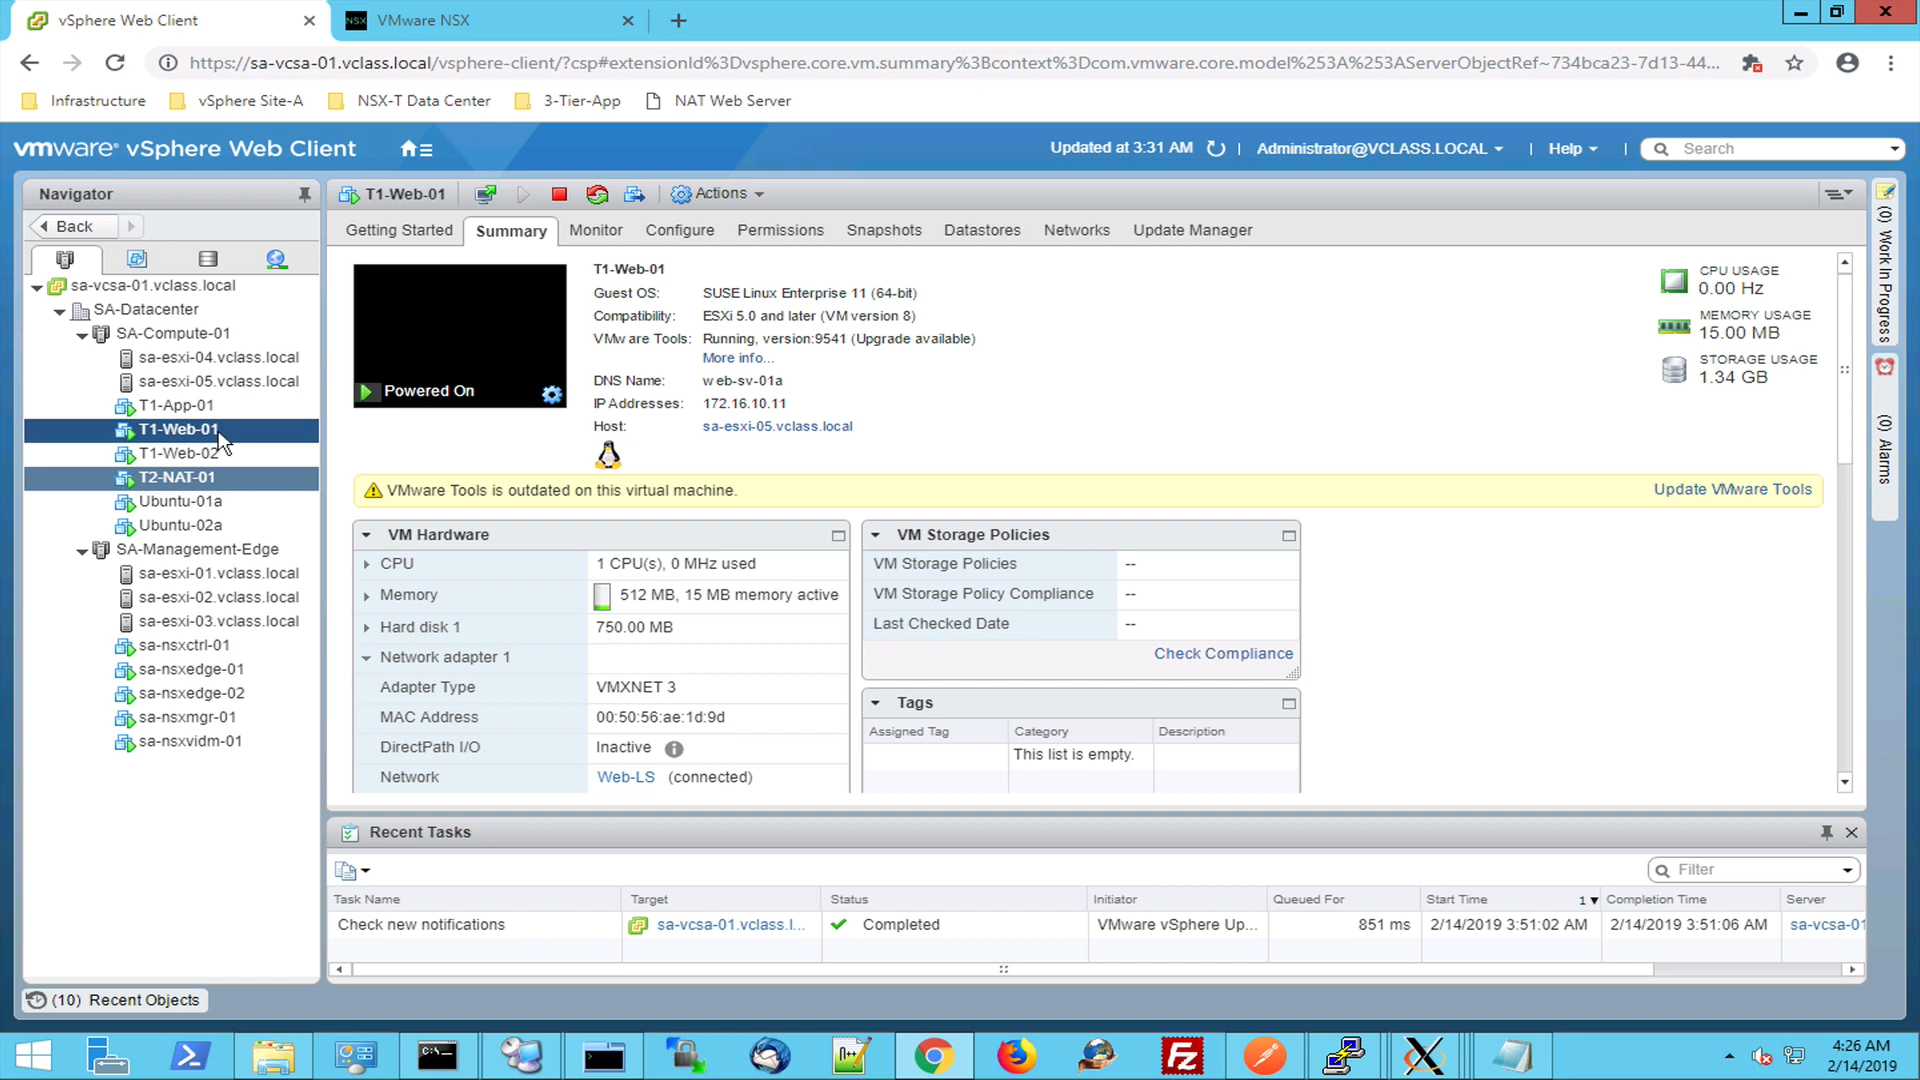 vSphere Web Client
NSX VMware NSX
https://sa-vcsa-01.vclass.local/vsphere-client/?csp#extensionId%3Dvsphere.core.vm.summary%3Bcontext%3Dcom.vmware.core.model%253A%253AServerObjectRef~734bca23-7d13-44...
Infrastructure vSphere Site-A NSX-T Data Center 3-Tier-App NAT Web Server
vmware® vSphere Web Client
Updated at 3:31 AM | Administrator@VCLASS.LOCAL | Help | Search
Navigator
Back
sa-vcsa-01.vclass.local
SA-Datacenter
SA-Compute-01
sa-esxi-04.vclass.local
sa-esxi-05.vclass.local
T1-App-01
T1-Web-01
T1-Web-02
T2-NAT-01
Ubuntu-01a
Ubuntu-02a
SA-Management-Edge
sa-esxi-01.vclass.local
sa-esxi-02.vclass.local
sa-esxi-03.vclass.local
sa-nsxctrl-01
sa-nsxedge-01
sa-nsxedge-02
sa-nsxmgr-01
sa-nsxvidm-01
(10) Recent Objects
T1-Web-01 Actions
Getting Started Summary Monitor Configure Permissions Snapshots Datastores Networks Update Manager
Powered On
T1-Web-01
Guest OS: SUSE Linux Enterprise 11 (64-bit)
Compatibility: ESXi 5.0 and later (VM version 8)
VMware Tools: Running, version:9541 (Upgrade available)
More info...
DNS Name: web-sv-01a
IP Addresses: 172.16.10.11
Host: sa-esxi-05.vclass.local
CPU USAGE
0.00 Hz
MEMORY USAGE
15.00 MB
STORAGE USAGE
1.34 GB
VMware Tools is outdated on this virtual machine. Update VMware Tools
VM Hardware
CPU 1 CPU(s), 0 MHz used
Memory 512 MB, 15 MB memory active
Hard disk 1 750.00 MB
Network adapter 1
Adapter Type VMXNET 3
MAC Address 00:50:56:ae:1d:9d
DirectPath I/O Inactive
Network Web-LS (connected)
VM Storage Policies
VM Storage Policies --
VM Storage Policy Compliance --
Last Checked Date --
Check Compliance
Tags
Assigned Tag Category Description
This list is empty.
(0) Work In Progress
(0) Alarms
Recent Tasks
Filter
Task Name Target Status Initiator Queued For Start Time 1 Completion Time Server
Check new notifications sa-vcsa-01.vclass.l... Completed VMware vSphere Up... 851 ms 2/14/2019 3:51:02 AM 2/14/2019 3:51:06 AM sa-vcsa-01
4:26 AM
2/14/2019